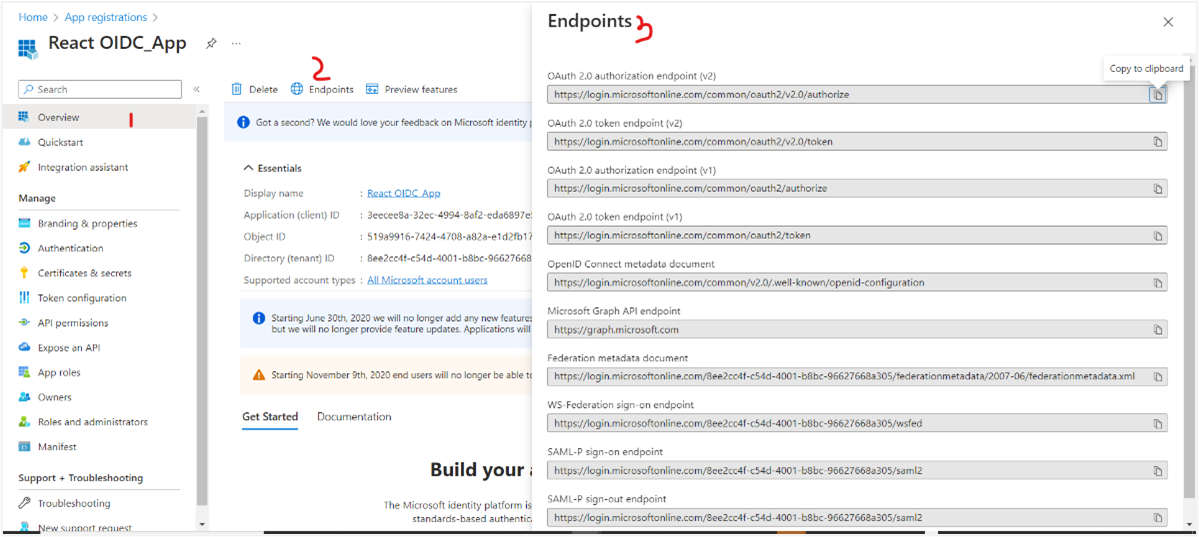 Home > App registrations >
React OIDC_App
...
Search
«
Overview
1
Quickstart
Integration assistant
Manage
Branding & properties
Authentication
Certificates & secrets
Token configuration
API permissions
Expose an API
App roles
Owners
Roles and administrators
Manifest
Support + Troubleshooting
Troubleshooting
New support request
2
Delete
Endpoints
Preview features
Got a second? We would love your feedback on Microsoft identity p
Essentials
Display name : React OIDC_App
Application (client) ID : 3eecee8a-32ec-4994-8af2-eda6897e
Object ID : 519a9916-7424-4708-a82a-e1d2fb17
Directory (tenant) ID : 8ee2cc4f-c54d-4001-b8bc-96627668
Supported account types : All Microsoft account users
Starting June 30th, 2020 we will no longer add any new features
but we will no longer provide feature updates. Applications will
Starting November 9th, 2020 end users will no longer be able to
Get Started
Documentation
Build your a
The Microsoft identity platform is
standards-based authentica
Endpoints 3
Copy to clipboard
OAuth 2.0 authorization endpoint (v2)
https://login.microsoftonline.com/common/oauth2/v2.0/authorize
OAuth 2.0 token endpoint (v2)
https://login.microsoftonline.com/common/oauth2/v2.0/token
OAuth 2.0 authorization endpoint (v1)
https://login.microsoftonline.com/common/oauth2/authorize
OAuth 2.0 token endpoint (v1)
https://login.microsoftonline.com/common/oauth2/token
OpenID Connect metadata document
https://login.microsoftonline.com/common/v2.0/.well-known/openid-configuration
Microsoft Graph API endpoint
https://graph.microsoft.com
Federation metadata document
https://login.microsoftonline.com/8ee2cc4f-c54d-4001-b8bc-96627668a305/federationmetadata/2007-06/federationmetadata.xml
WS-Federation sign-on endpoint
https://login.microsoftonline.com/8ee2cc4f-c54d-4001-b8bc-96627668a305/wsfed
SAML-P sign-on endpoint
https://login.microsoftonline.com/8ee2cc4f-c54d-4001-b8bc-96627668a305/saml2
SAML-P sign-out endpoint
https://login.microsoftonline.com/8ee2cc4f-c54d-4001-b8bc-96627668a305/saml2